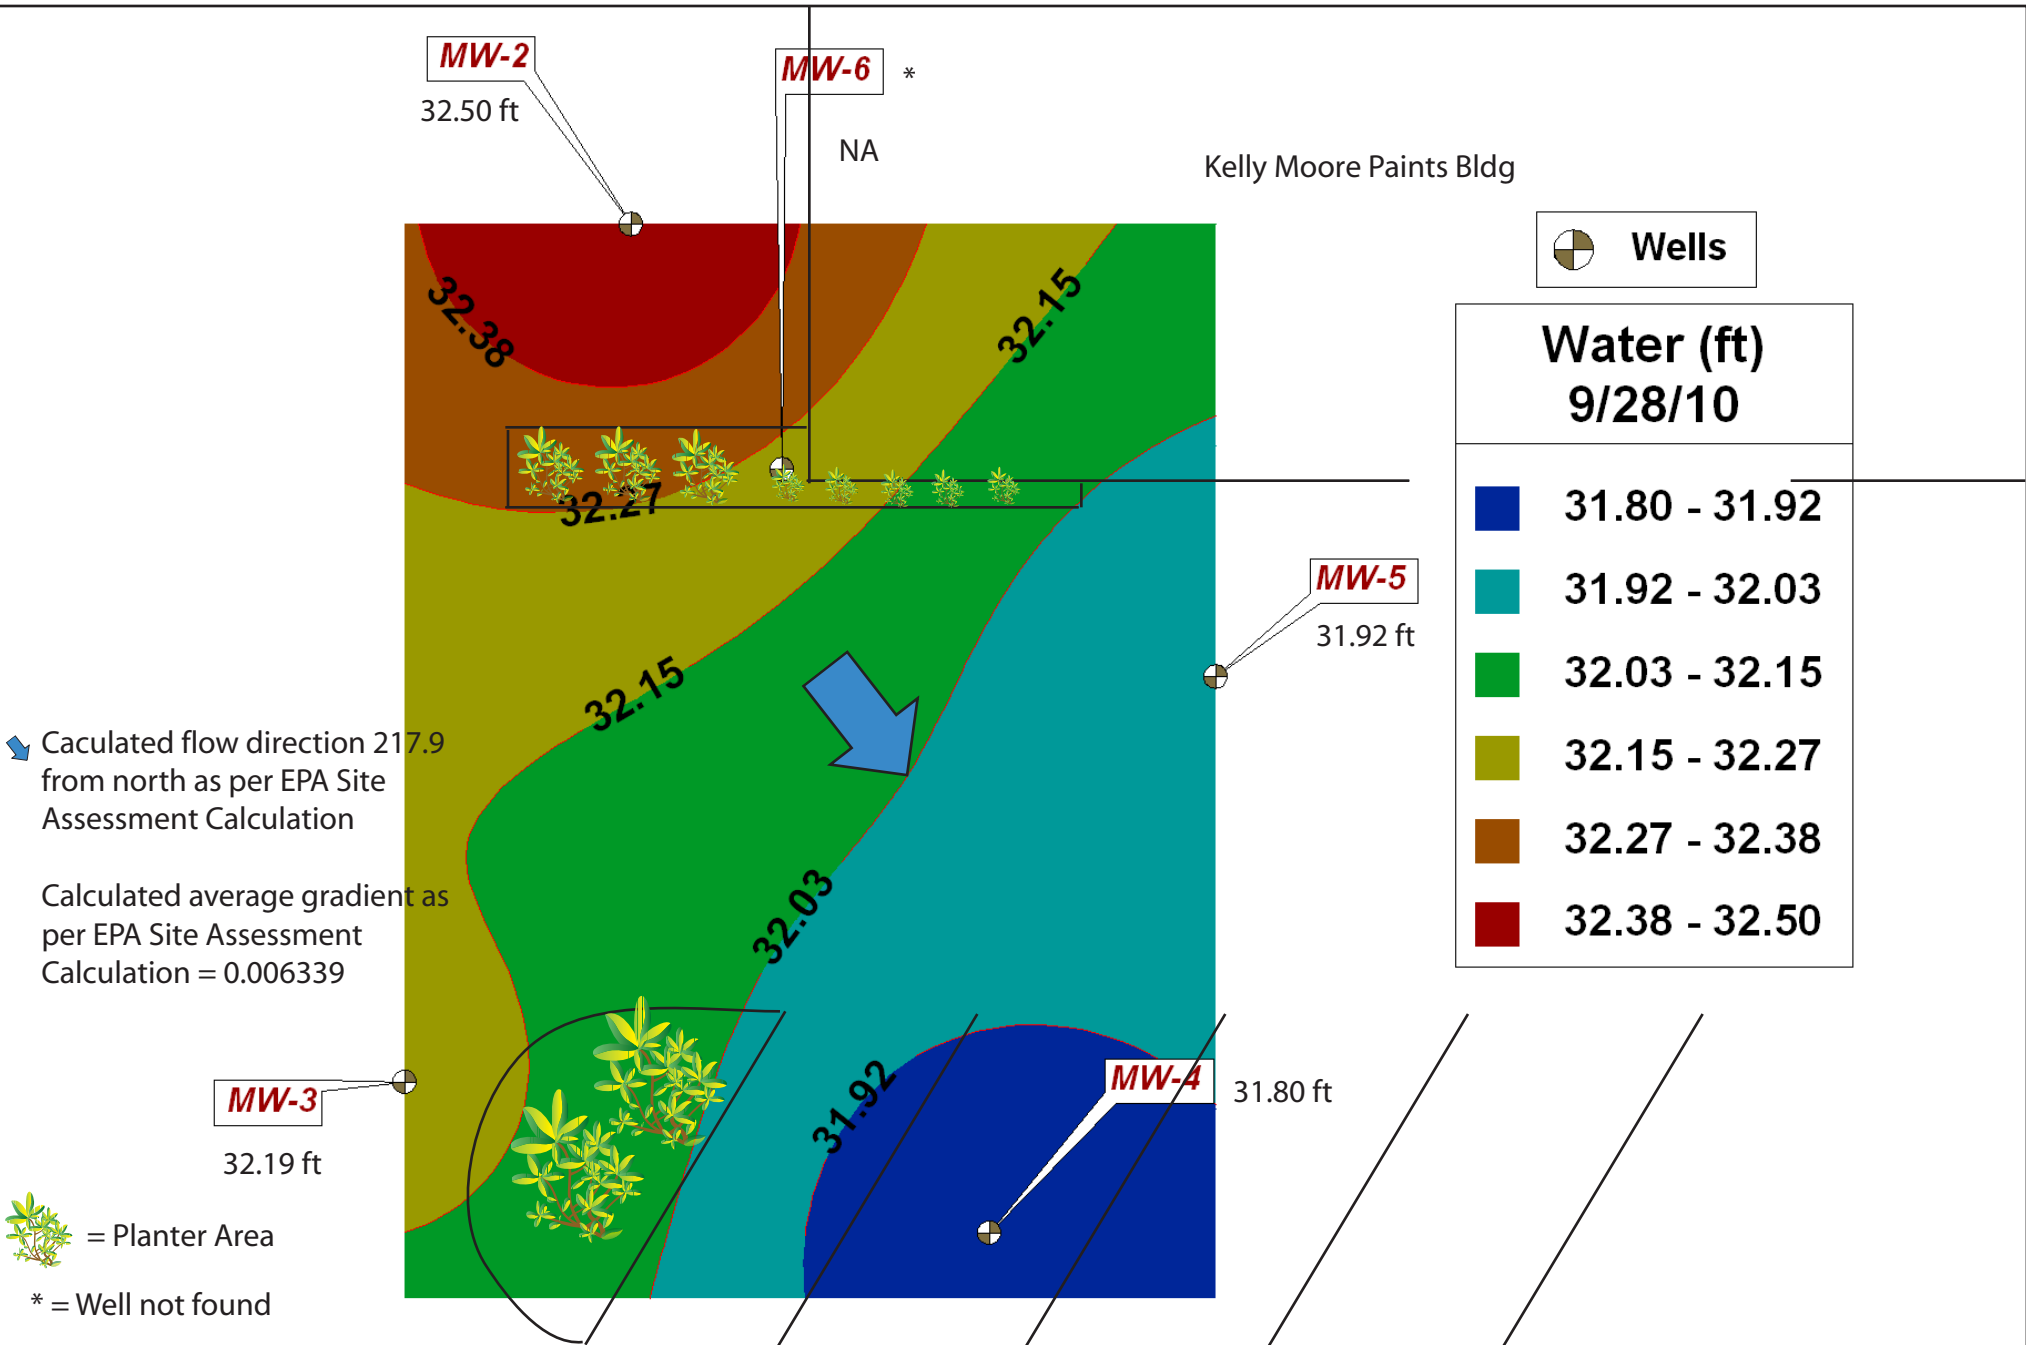 MW-2
32.50 ft
MW-6 *
NA
Kelly Moore Paints Bldg
Wells
Water (ft)
9/28/10
31.80 - 31.92
31.92 - 32.03
32.03 - 32.15
32.15 - 32.27
32.27 - 32.38
32.38 - 32.50
32.38
32.15
32.27
MW-5
31.92 ft
32.15
Caculated flow direction 217.9
from north as per EPA Site
Assessment Calculation
Calculated average gradient as
per EPA Site Assessment
Calculation = 0.006339
32.03
31.92
MW-4
31.80 ft
MW-3
32.19 ft
= Planter Area
* = Well not found